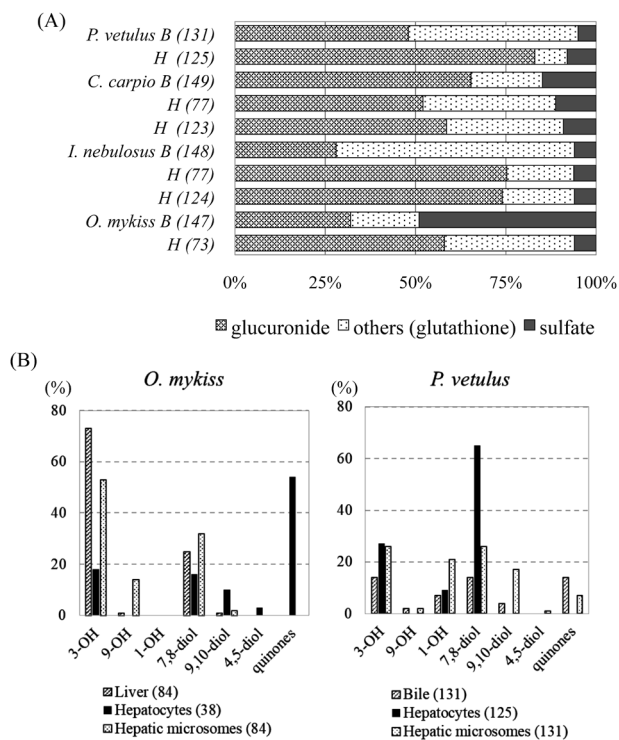 (A)
P. vetulus B (131)
H (125)
C. carpio B (149)
H (77)
H (123)
I. nebulosus B (148)
H (77)
H (124)
O. mykiss B (147)
H (73)
0% 25% 50% 75% 100%
glucuronide others (glutathione) sulfate
(B)
(%) O. mykiss
80
60
40
20
0
3-OH 9-OH 1-OH 7,8-diol 9,10-diol 4,5-diol quinones
Liver (84)
Hepatocytes (38)
Hepatic microsomes (84)
(%) P. vetulus
80
60
40
20
0
3-OH 9-OH 1-OH 7,8-diol 9,10-diol 4,5-diol quinones
Bile (131)
Hepatocytes (125)
Hepatic microsomes (131)